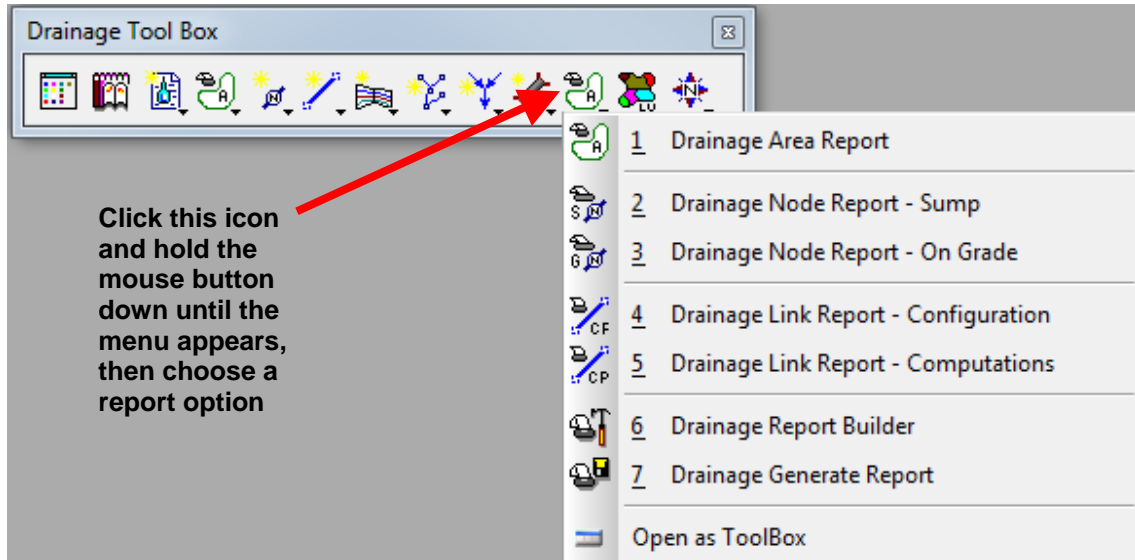 Drainage Tool Box
1 Drainage Area Report
2 Drainage Node Report - Sump
3 Drainage Node Report - On Grade
4 Drainage Link Report - Configuration
5 Drainage Link Report - Computations
6 Drainage Report Builder
7 Drainage Generate Report
Open as ToolBox
Click this icon
and hold the
mouse button
down until the
menu appears,
then choose a
report option